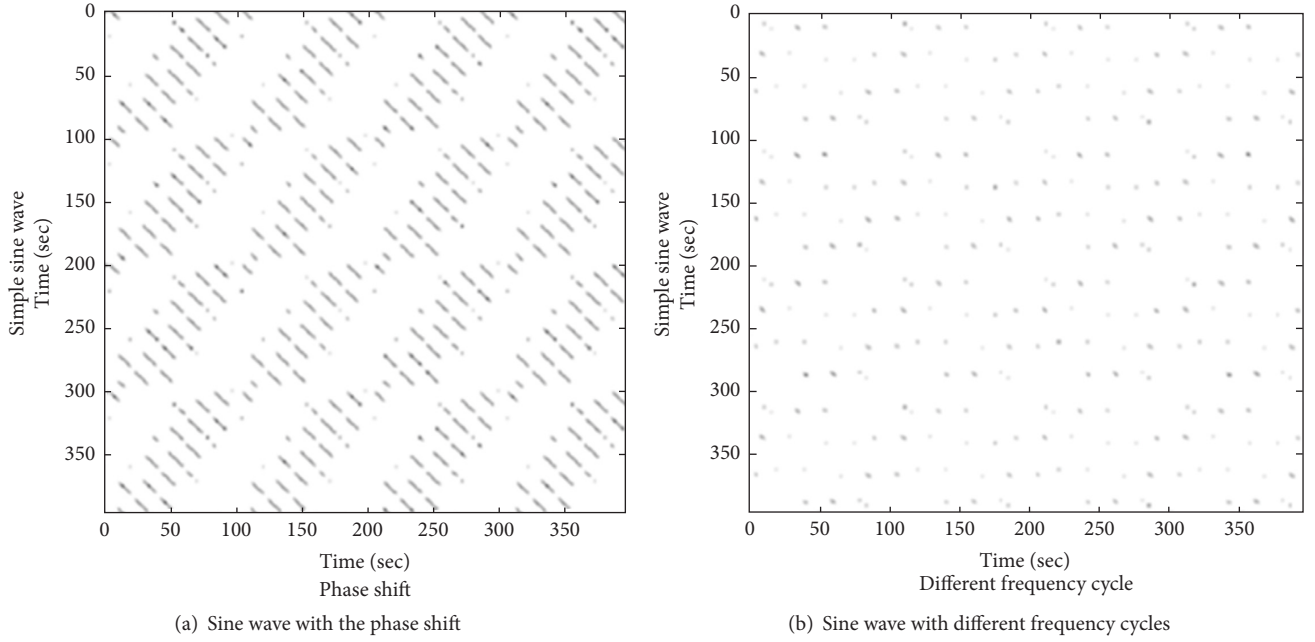 0
50
100
150
200
250
300
350
Simple sine wave
Time (sec)
0 50 100 150 200 250 300 350
Time (sec)
Phase shift
(a) Sine wave with the phase shift
0
50
100
150
200
250
300
350
Simple sine wave
Time (sec)
0 50 100 150 200 250 300 350
Time (sec)
Different frequency cycle
(b) Sine wave with different frequency cycles